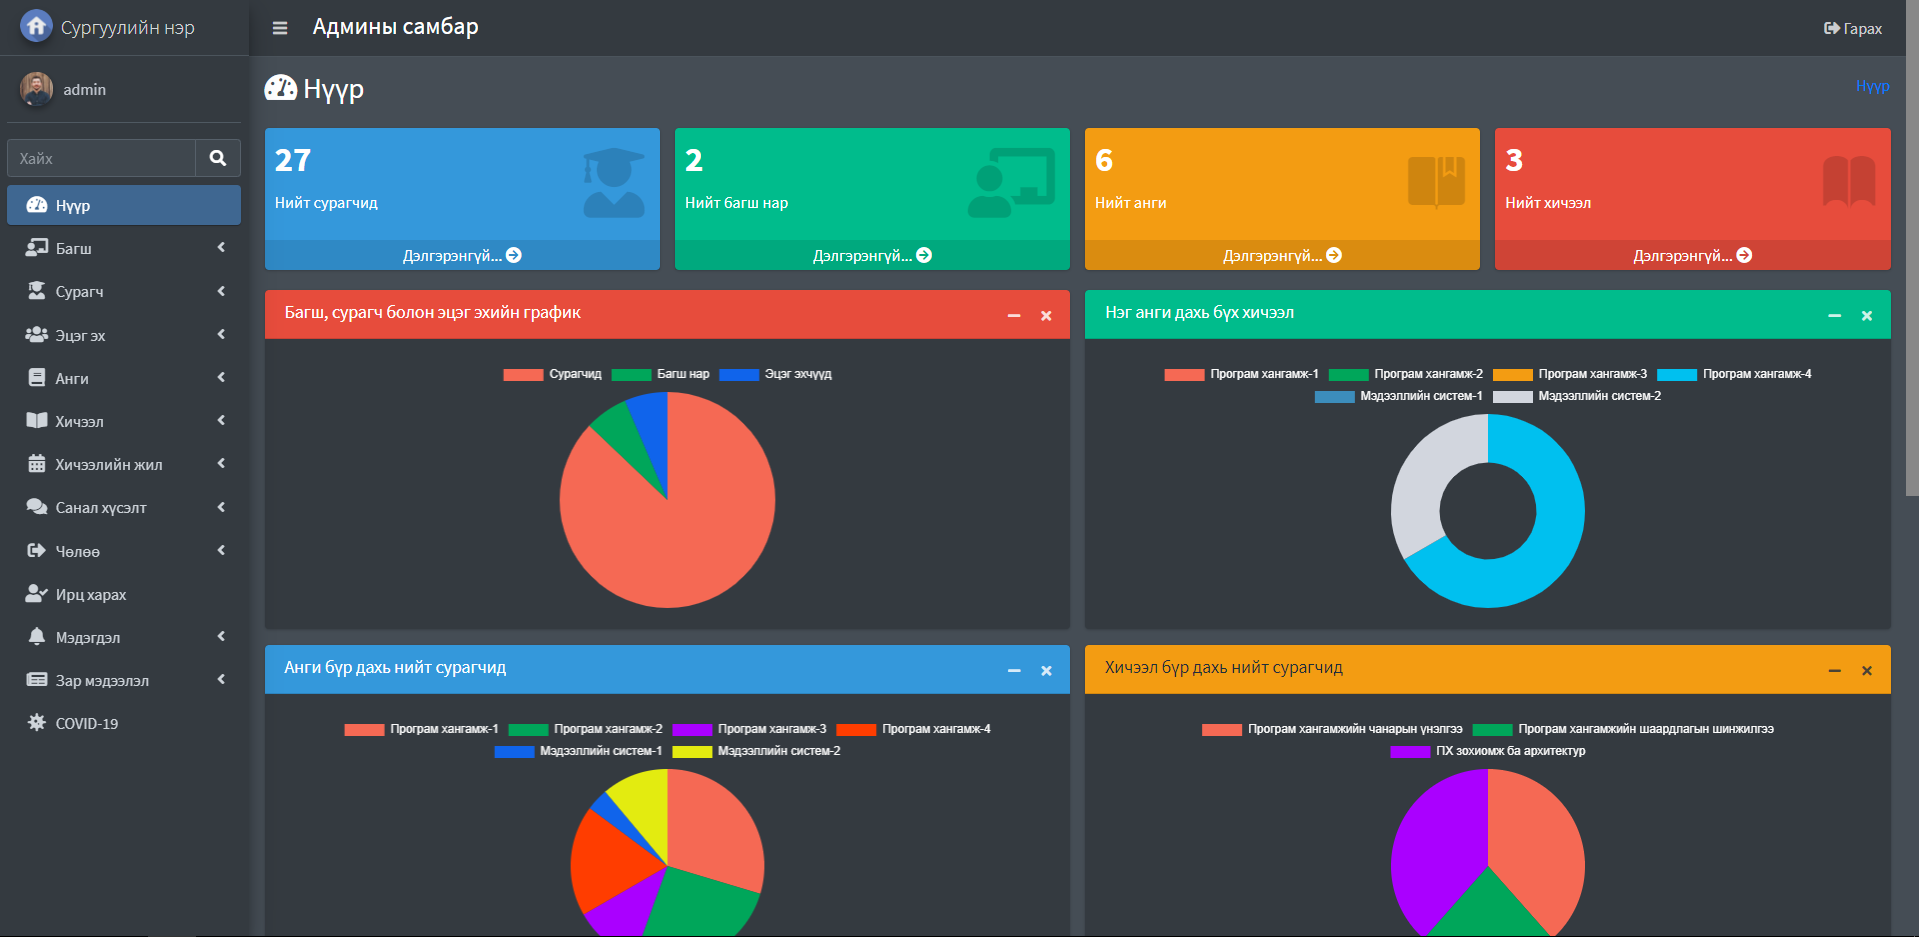 Сургуулийн нэр
Админы самбар
Гарах
admin
Хайх
Нүүр
Багш
Сурагч
Эцэг эх
Анги
Хичээл
Хичээлийн жил
Санал хүсэлт
Чөлөө
Ирц харах
Мэдэгдэл
Зар мэдээлэл
COVID-19
Нүүр
Нүүр
27
Нийт сурагчид
Дэлгэрэнгүй...
2
Нийт багш нар
Дэлгэрэнгүй...
6
Нийт анги
Дэлгэрэнгүй...
3
Нийт хичээл
Дэлгэрэнгүй...
Багш, сурагч болон эцэг эхийн график
Сурагчид Багш нар Эцэг эхчүүд
Нэг анги дахь бүх хичээл
Програм хангамж-1 Програм хангамж-2 Програм хангамж-3 Програм хангамж-4
Мэдээллийн систем-1 Мэдээллийн систем-2
Анги бүр дахь нийт сурагчид
Програм хангамж-1 Програм хангамж-2 Програм хангамж-3 Програм хангамж-4
Мэдээллийн систем-1 Мэдээллийн систем-2
Хичээл бүр дахь нийт сурагчид
Програм хангамжийн чанарын үнэлгээ Програм хангамжийн шаардлагын шинжилгээ
ПХ зохиомж ба архитектур